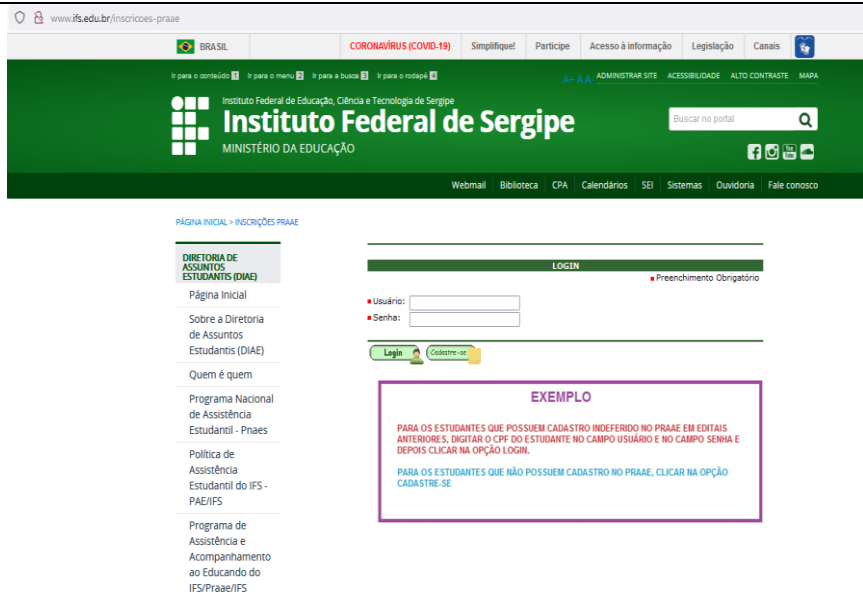 www.ifs.edu.br/inscricoes-praae
BRASIL CORONAVÍRUS (COVID-19) Simplifique! Participe Acesso à informação Legislação Canais
Ir para o conteúdo 1 Ir para o menu 2 Ir para a busca 3 Ir para o rodapé 4 A+ A A- ADMINISTRAR SITE ACESSIBILIDADE ALTO CONTRASTE MAPA
Instituto Federal de Educação, Ciência e Tecnologia de Sergipe
Instituto Federal de Sergipe
MINISTÉRIO DA EDUCAÇÃO
Buscar no portal
You Tube
Webmail Biblioteca CPA Calendários SEI Sistemas Ouvidoria Fale conosco
PÁGINA INICIAL > INSCRIÇÕES PRAAE
DIRETORIA DE
ASSUNTOS
ESTUDANTIS (DIAE)
Página Inicial
Sobre a Diretoria
de Assuntos
Estudantis (DIAE)
Quem é quem
Programa Nacional
de Assistência
Estudantil - Pnaes
Política de
Assistência
Estudantil do IFS -
PAE/IFS
Programa de
Assistência e
Acompanhamento
ao Educando do
IFS/Praae/IFS
LOGIN
Preenchimento Obrigatório
Usuário:
Senha:
Login Cadastre-se
EXEMPLO
PARA OS ESTUDANTES QUE POSSUEM CADASTRO INDEFERIDO NO PRAAE EM EDITAIS
ANTERIORES, DIGITAR O CPF DO ESTUDANTE NO CAMPO USUÁRIO E NO CAMPO SENHA E
DEPOIS CLICAR NA OPÇÃO LOGIN.
PARA OS ESTUDANTES QUE NÃO POSSUEM CADASTRO NO PRAAE, CLICAR NA OPÇÃO
CADASTRE-SE